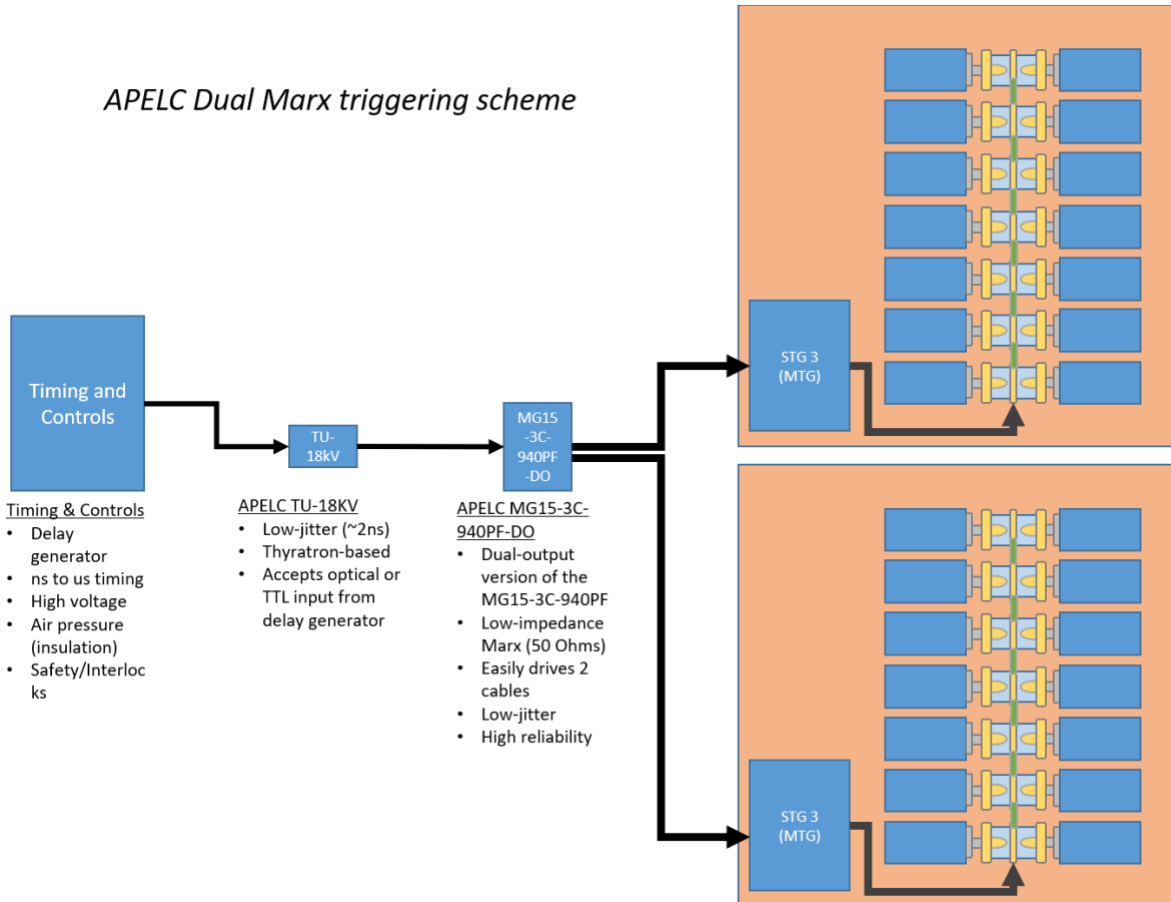 APELC Dual Marx triggering scheme
STG 3
(MTG)
Timing and
Controls
TU-
18kV
MG15
-3C-
940PF
-DO
Timing & Controls
• Delay
generator
• ns to us timing
• High voltage
• Air pressure
(insulation)
• Safety/Interloc
ks
APELC TU-18KV
• Low-jitter (~2ns)
• Thyratron-based
• Accepts optical or
TTL input from
delay generator
APELC MG15-3C-
940PF-DO
• Dual-output
version of the
MG15-3C-940PF
• Low-impedance
Marx (50 Ohms)
• Easily drives 2
cables
• Low-jitter
• High reliability
STG 3
(MTG)